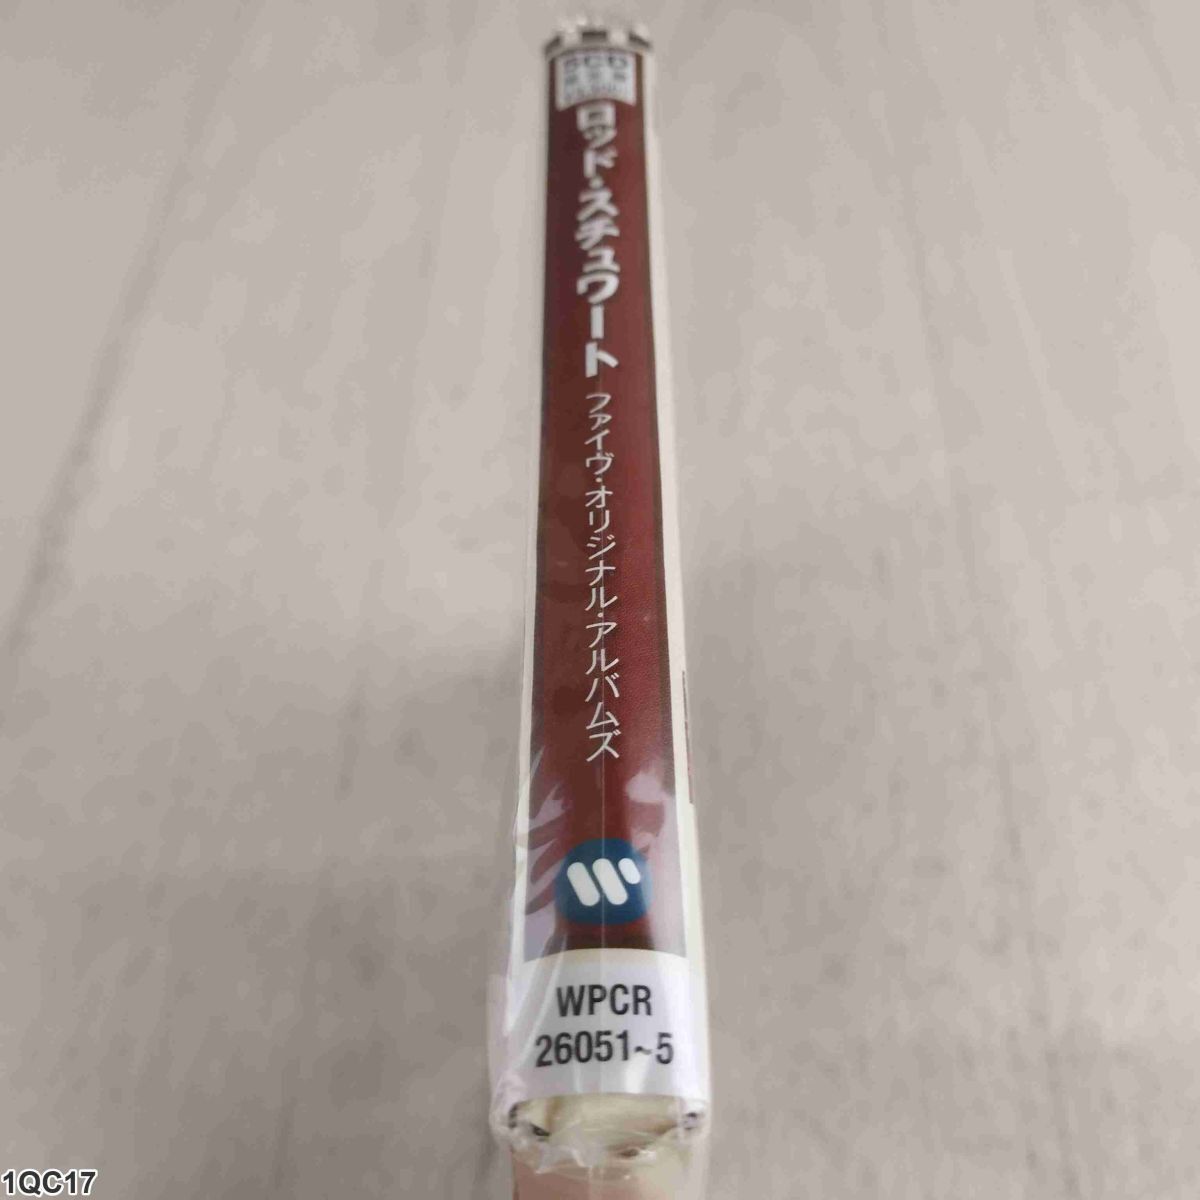 5CD
ロッド・スチュワート
ファイヴ・オリジナル・アルバムズ
WPCR
26051~5
1QC17